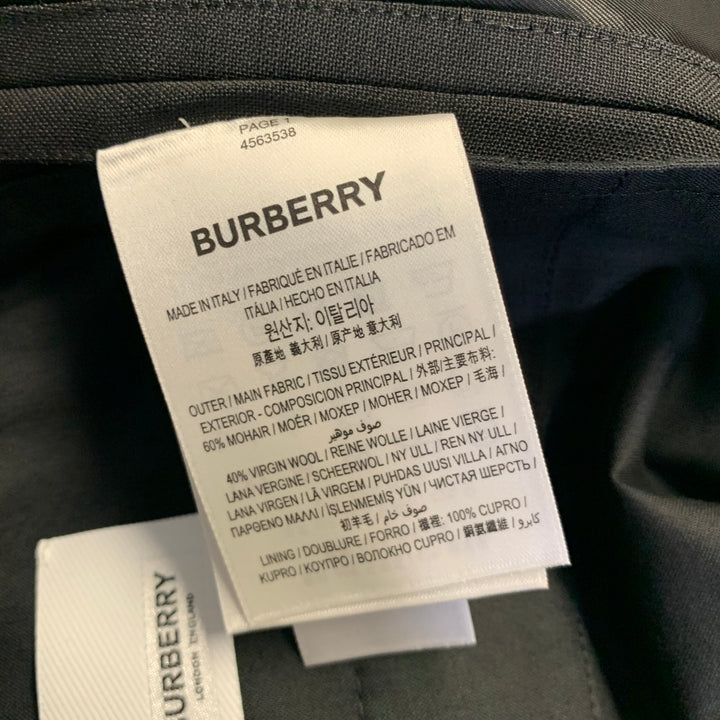 PAGE 1
4563538
BURBERRY
MADE IN ITALY / FABRIQUÉ EN ITALIE / FABRICADO EM
ITÁLIA / HECHO EN ITALIA
원산지: 이탈리아
原產地 義大利 / 原产地 意大利
OUTER / MAIN FABRIC / TISSU EXTÉRIEUR / PRINCIPAL /
EXTERIOR - COMPOSICION PRINCIPAL / 外部/主要布料:
60% MOHAIR / MOÉR / МОХЕР / MOHER / ΜΟΧΕΡ / 毛海 /
صوف موهير
40% VIRGIN WOOL / REINE WOLLE / LAINE VIERGE /
LANA VERGINE / SCHEERWOL / NY ULL / REN NY ULL /
LANA VIRGEN / LÃ VIRGEM / PUHDAS UUSI VILLA / ΑΓΝΟ
ΠΑΡΘΕΝΟ ΜΑΛΛΙ / İŞLENMEMİŞ YÜN / ЧИСТАЯ ШЕРСТЬ /
初羊毛 / صوف خام /
LINING / DOUBLURE / FORRO / 裡裡: 100% CUPRO /
KUPRO / ΚΟΥΠΡΟ / ВОЛОКНО CUPRO / 銅氨纖維 / كابرو
BURBERRY
LONDON ENGLAND